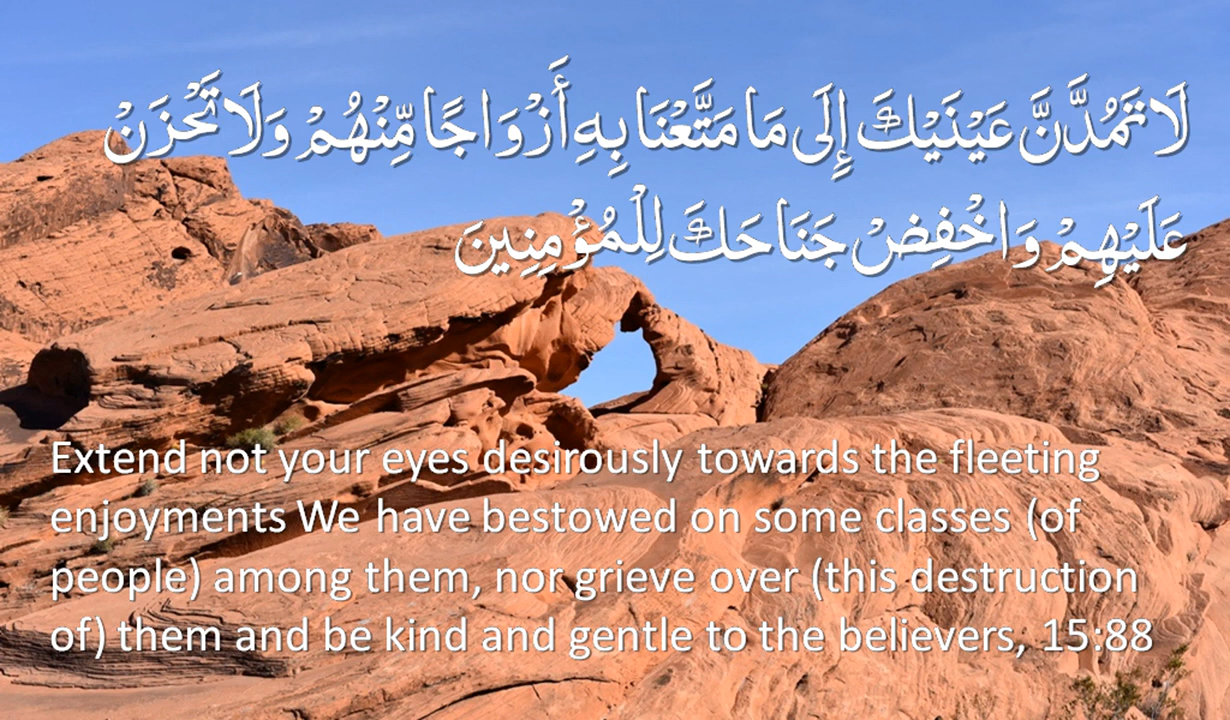 لَا تَمُدَّنَّ عَيْنَيْكَ إِلَى مَا مَتَّعْنَا بِهِ أَزْوَاجًا مِّنْهُمْ وَلَا تَحْزَنْ
عَلَيْهِمْ وَاخْفِضْ جَنَاحَكَ لِلْمُؤْمِنِينَ
Extend not your eyes desirously towards the fleeting
enjoyments We have bestowed on some classes (of
people) among them, nor grieve over (this destruction
of) them and be kind and gentle to the believers, 15:88